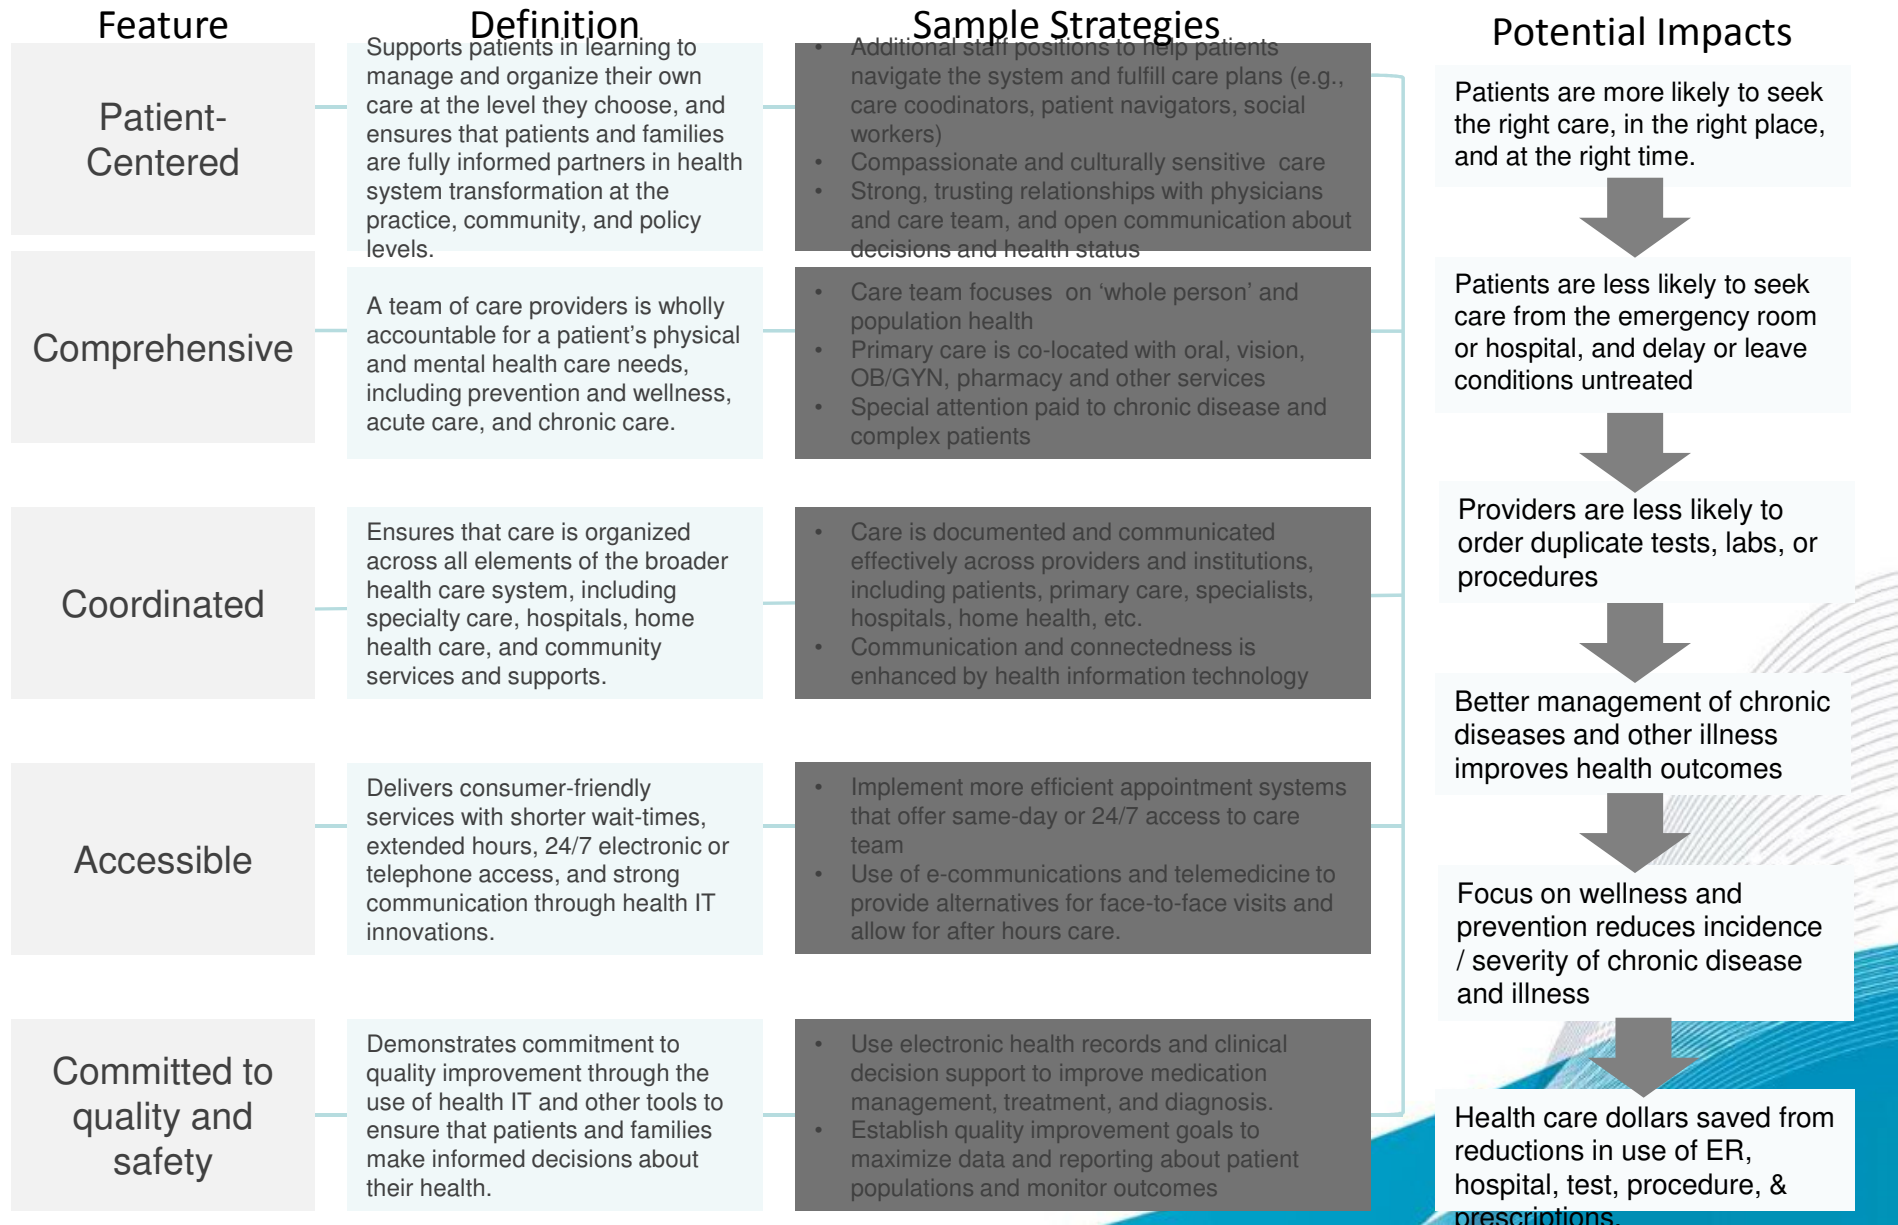 Feature
Definition
Sample Strategies
Potential Impacts
Patient-
Centered
Supports patients in learning to
manage and organize their own
care at the level they choose, and
ensures that patients and families
are fully informed partners in health
system transformation at the
practice, community, and policy
levels.
• Additional staff positions to help patients
navigate the system and fulfill care plans (e.g.,
care coodinators, patient navigators, social
workers)
• Compassionate and culturally sensitive care
• Strong, trusting relationships with physicians
and care team, and open communication about
decisions and health status
Comprehensive
A team of care providers is wholly
accountable for a patient’s physical
and mental health care needs,
including prevention and wellness,
acute care, and chronic care.
• Care team focuses on ‘whole person’ and
population health
• Primary care is co-located with oral, vision,
OB/GYN, pharmacy and other services
• Special attention paid to chronic disease and
complex patients
Coordinated
Ensures that care is organized
across all elements of the broader
health care system, including
specialty care, hospitals, home
health care, and community
services and supports.
• Care is documented and communicated
effectively across providers and institutions,
including patients, primary care, specialists,
hospitals, home health, etc.
• Communication and connectedness is
enhanced by health information technology
Accessible
Delivers consumer-friendly
services with shorter wait-times,
extended hours, 24/7 electronic or
telephone access, and strong
communication through health IT
innovations.
• Implement more efficient appointment systems
that offer same-day or 24/7 access to care
team
• Use of e-communications and telemedicine to
provide alternatives for face-to-face visits and
allow for after hours care.
Committed to
quality and
safety
Demonstrates commitment to
quality improvement through the
use of health IT and other tools to
ensure that patients and families
make informed decisions about
their health.
• Use electronic health records and clinical
decision support to improve medication
management, treatment, and diagnosis.
• Establish quality improvement goals to
maximize data and reporting about patient
populations and monitor outcomes
Patients are more likely to seek
the right care, in the right place,
and at the right time.
Patients are less likely to seek
care from the emergency room
or hospital, and delay or leave
conditions untreated
Providers are less likely to
order duplicate tests, labs, or
procedures
Better management of chronic
diseases and other illness
improves health outcomes
Focus on wellness and
prevention reduces incidence
/ severity of chronic disease
and illness
Health care dollars saved from
reductions in use of ER,
hospital, test, procedure, &
prescriptions.